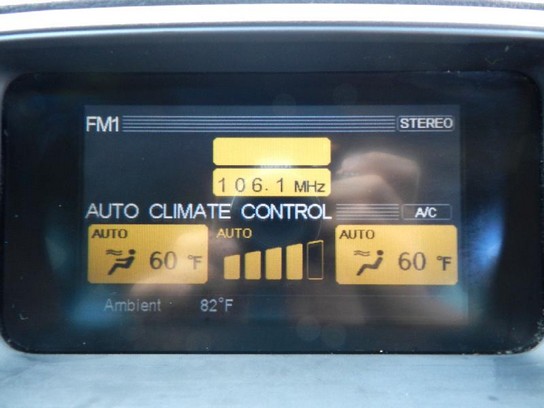 FM1 STEREO
106.1 MHz
AUTO CLIMATE CONTROL A/C
AUTO AUTO AUTO
60 °F 60 °F
Ambient 82°F